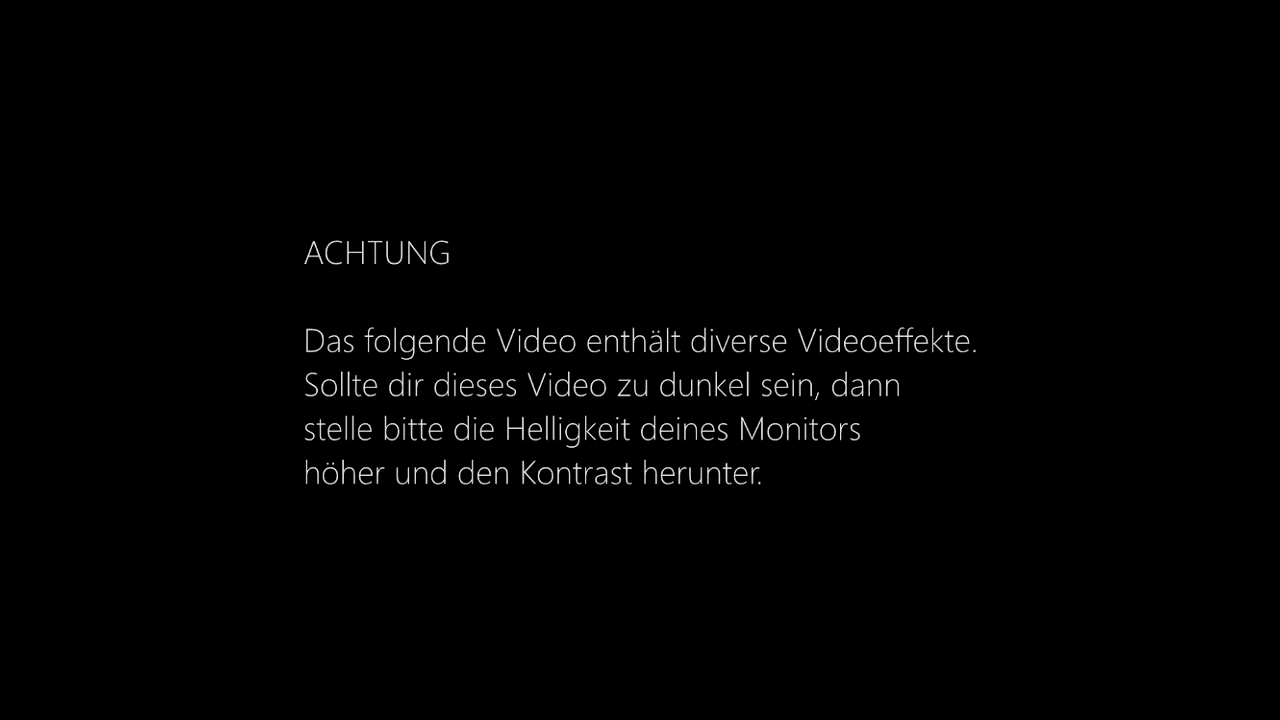 ACHTUNG
Das folgende Video enthält diverse Videoeffekte.
Sollte dir dieses Video zu dunkel sein, dann
stelle bitte die Helligkeit deines Monitors
höher und den Kontrast herunter.